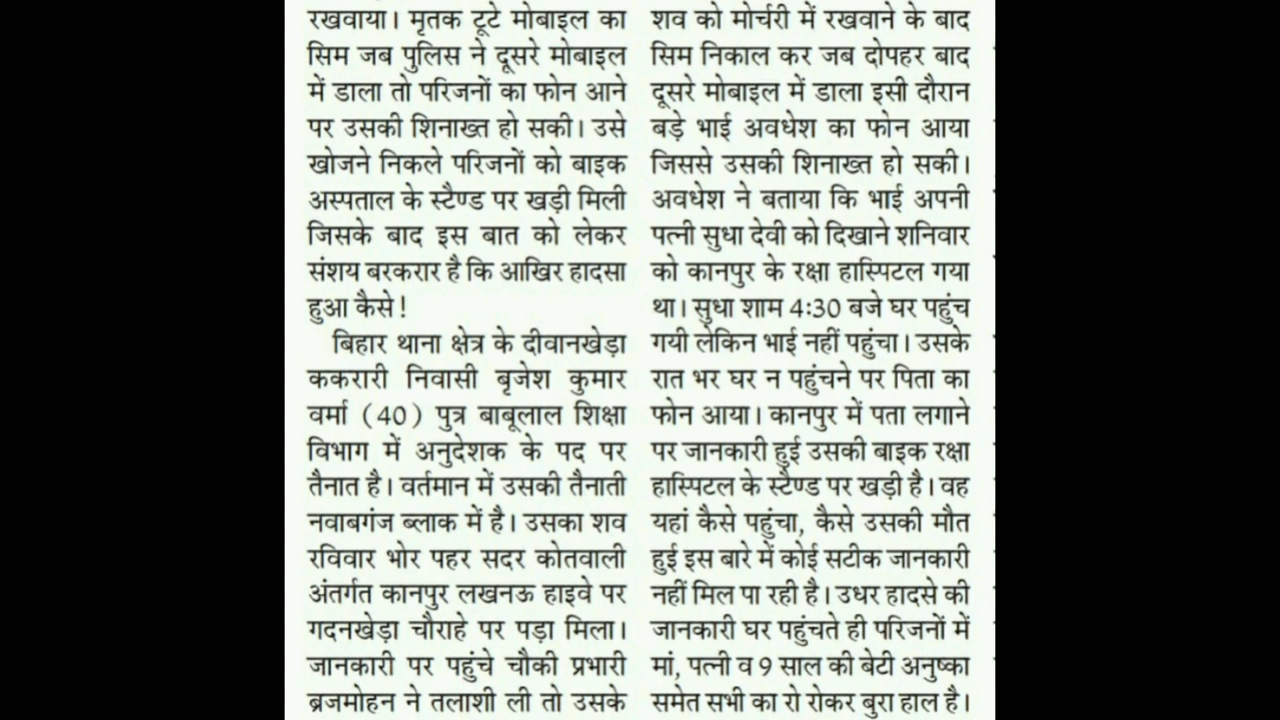 रखवाया। मृतक टूटे मोबाइल का
सिम जब पुलिस ने दूसरे मोबाइल
में डाला तो परिजनों का फोन आने
पर उसकी शिनाख्त हो सकी। उसे
खोजने निकले परिजनों को बाइक
अस्पताल के स्टैण्ड पर खड़ी मिली
जिसके बाद इस बात को लेकर
संशय बरकरार है कि आखिर हादसा
हुआ कैसे!
बिहार थाना क्षेत्र के दीवानखेड़ा
ककरारी निवासी बृजेश कुमार
वर्मा (40) पुत्र बाबूलाल शिक्षा
विभाग में अनुदेशक के पद पर
तैनात है। वर्तमान में उसकी तैनाती
नवाबगंज ब्लाक में है। उसका शव
रविवार भोर पहर सदर कोतवाली
अंतर्गत कानपुर लखनऊ हाइवे पर
गदनखेड़ा चौराहे पर पड़ा मिला।
जानकारी पर पहुंचे चौकी प्रभारी
ब्रजमोहन ने तलाशी ली तो उसके
शव को मोर्चरी में रखवाने के बाद
सिम निकाल कर जब दोपहर बाद
दूसरे मोबाइल में डाला इसी दौरान
बड़े भाई अवधेश का फोन आया
जिससे उसकी शिनाख्त हो सकी।
अवधेश ने बताया कि भाई अपनी
पत्नी सुधा देवी को दिखाने शनिवार
को कानपुर के रक्षा हास्पिटल गया
था। सुधा शाम 4:30 बजे घर पहुंच
गयी लेकिन भाई नहीं पहुंचा। उसके
रात भर घर न पहुंचने पर पिता का
फोन आया। कानपुर में पता लगाने
पर जानकारी हुई उसकी बाइक रक्षा
हास्पिटल के स्टैण्ड पर खड़ी है। वह
यहां कैसे पहुंचा, कैसे उसकी मौत
हुई इस बारे में कोई सटीक जानकारी
नहीं मिल पा रही है। उधर हादसे की
जानकारी घर पहुंचते ही परिजनों में
मां, पत्नी व 9 साल की बेटी अनुष्का
समेत सभी का रो रोकर बुरा हाल है।